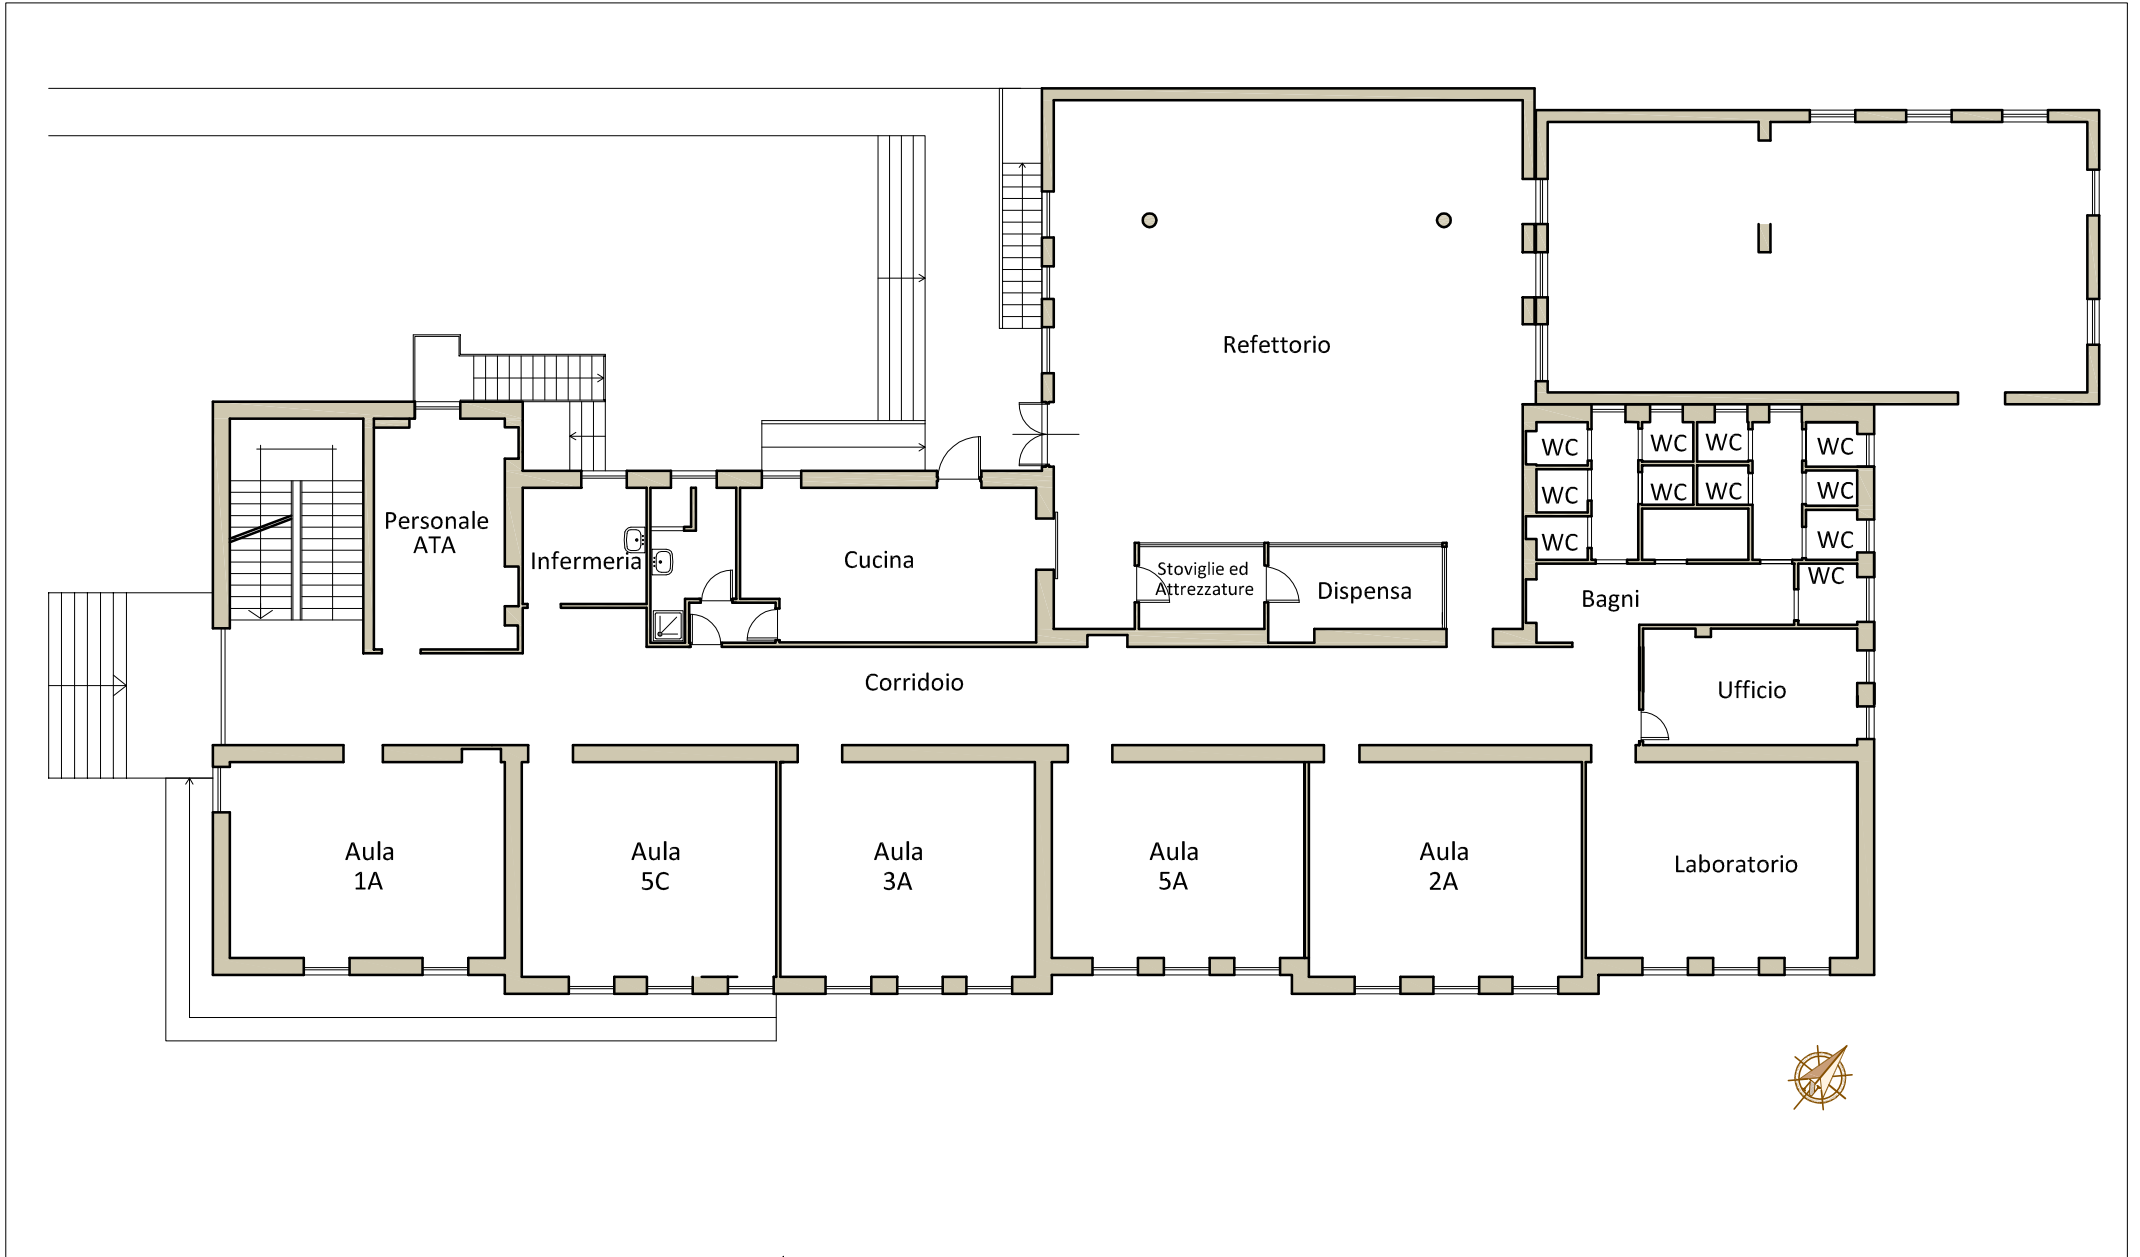 Refettorio
WC
WC
WC
WC
WC
WC
WC
WC
WC
WC
WC
Personale
ATA
Infermeria
Cucina
Stoviglie ed
Attrezzature
Dispensa
Bagni
Corridoio
Ufficio
Aula
1A
Aula
5C
Aula
3A
Aula
5A
Aula
2A
Laboratorio